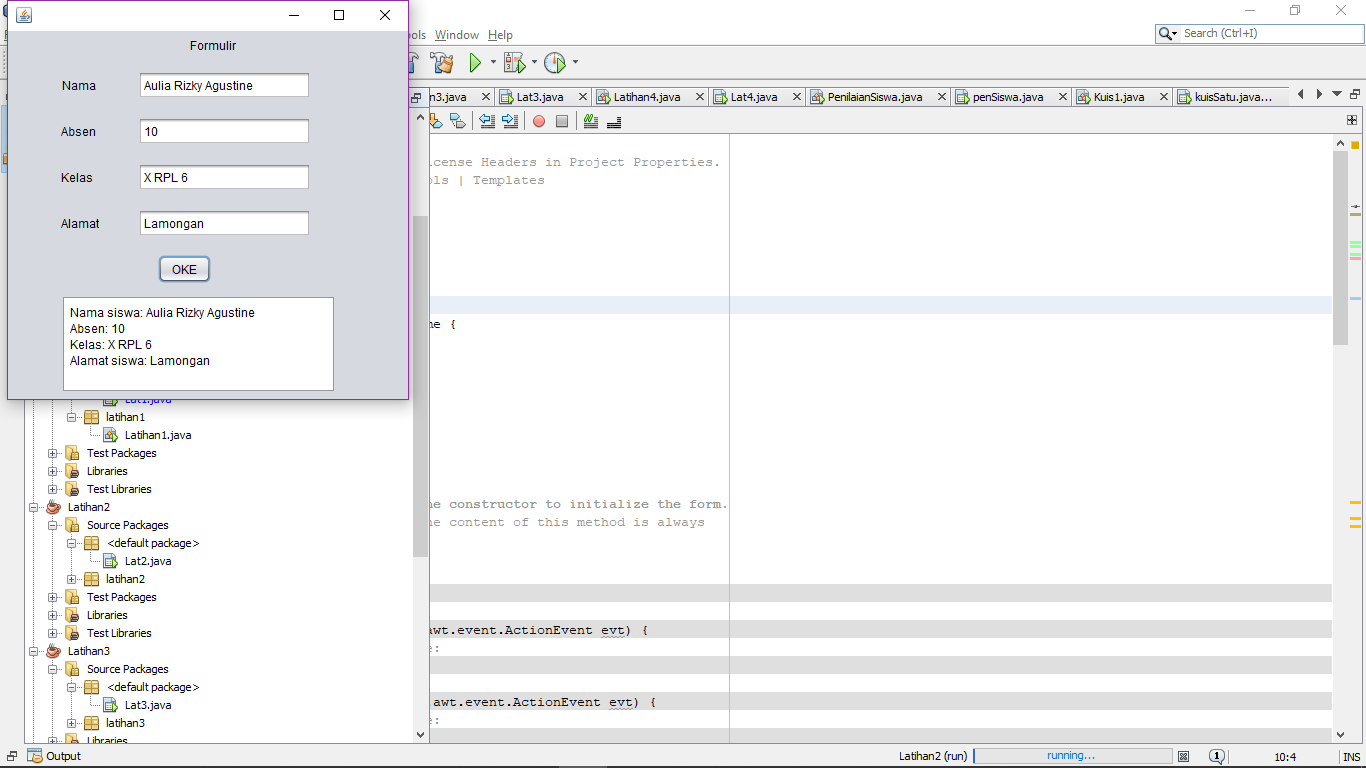 Formulir
Nama
Aulia Rizky Agustine
Absen
10
Kelas
X RPL 6
Alamat
Lamongan
OKE
Nama siswa: Aulia Rizky Agustine
Absen: 10
Kelas: X RPL 6
Alamat siswa: Lamongan
ols Window Help
Search (Ctrl+I)
n3.java Lat3.java Latihan4.java Lat4.java PenilaianSiswa.java penSiswa.java Kuis1.java kuisSatu.java...
icense Headers in Project Properties.
ols | Templates
me {
ne constructor to initialize the form.
ne content of this method is always
awt.event.ActionEvent evt) {
e:
awt.event.ActionEvent evt) {
e:
Lat1.java
latihan1
Latihan1.java
Test Packages
Libraries
Test Libraries
Latihan2
Source Packages
<default package>
Lat2.java
latihan2
Test Packages
Libraries
Test Libraries
Latihan3
Source Packages
<default package>
Lat3.java
latihan3
Libraries
Output
Latihan2 (run) running... 1 10:4 INS